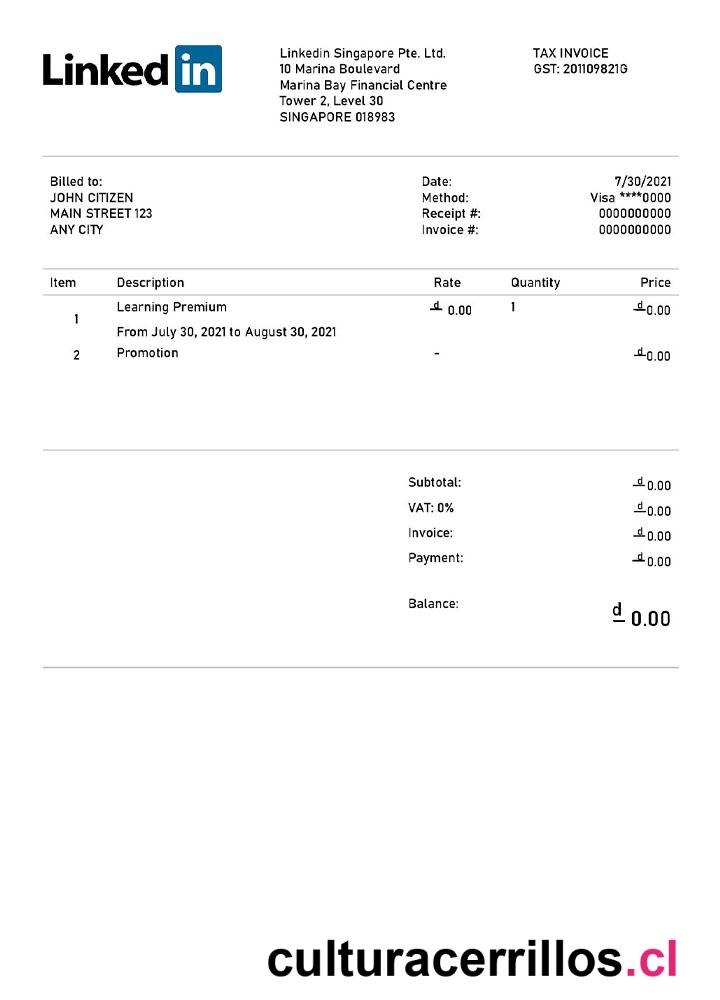 Linkedin
Linkedin Singapore Pte. Ltd.
10 Marina Boulevard
Marina Bay Financial Centre
Tower 2, Level 30
SINGAPORE 018983
TAX INVOICE
GST: 201109821G
Billed to:
JOHN CITIZEN
MAIN STREET 123
ANY CITY
Date: 7/30/2021
Method: Visa ****0000
Receipt #: 0000000000
Invoice #: 0000000000
Item Description Rate Quantity Price
1 Learning Premium ₫ 0.00 1 ₫0.00
From July 30, 2021 to August 30, 2021
2 Promotion - ₫0.00
Subtotal: ₫0.00
VAT: 0% ₫0.00
Invoice: ₫0.00
Payment: ₫0.00
Balance: ₫ 0.00
culturacerrillos.cl